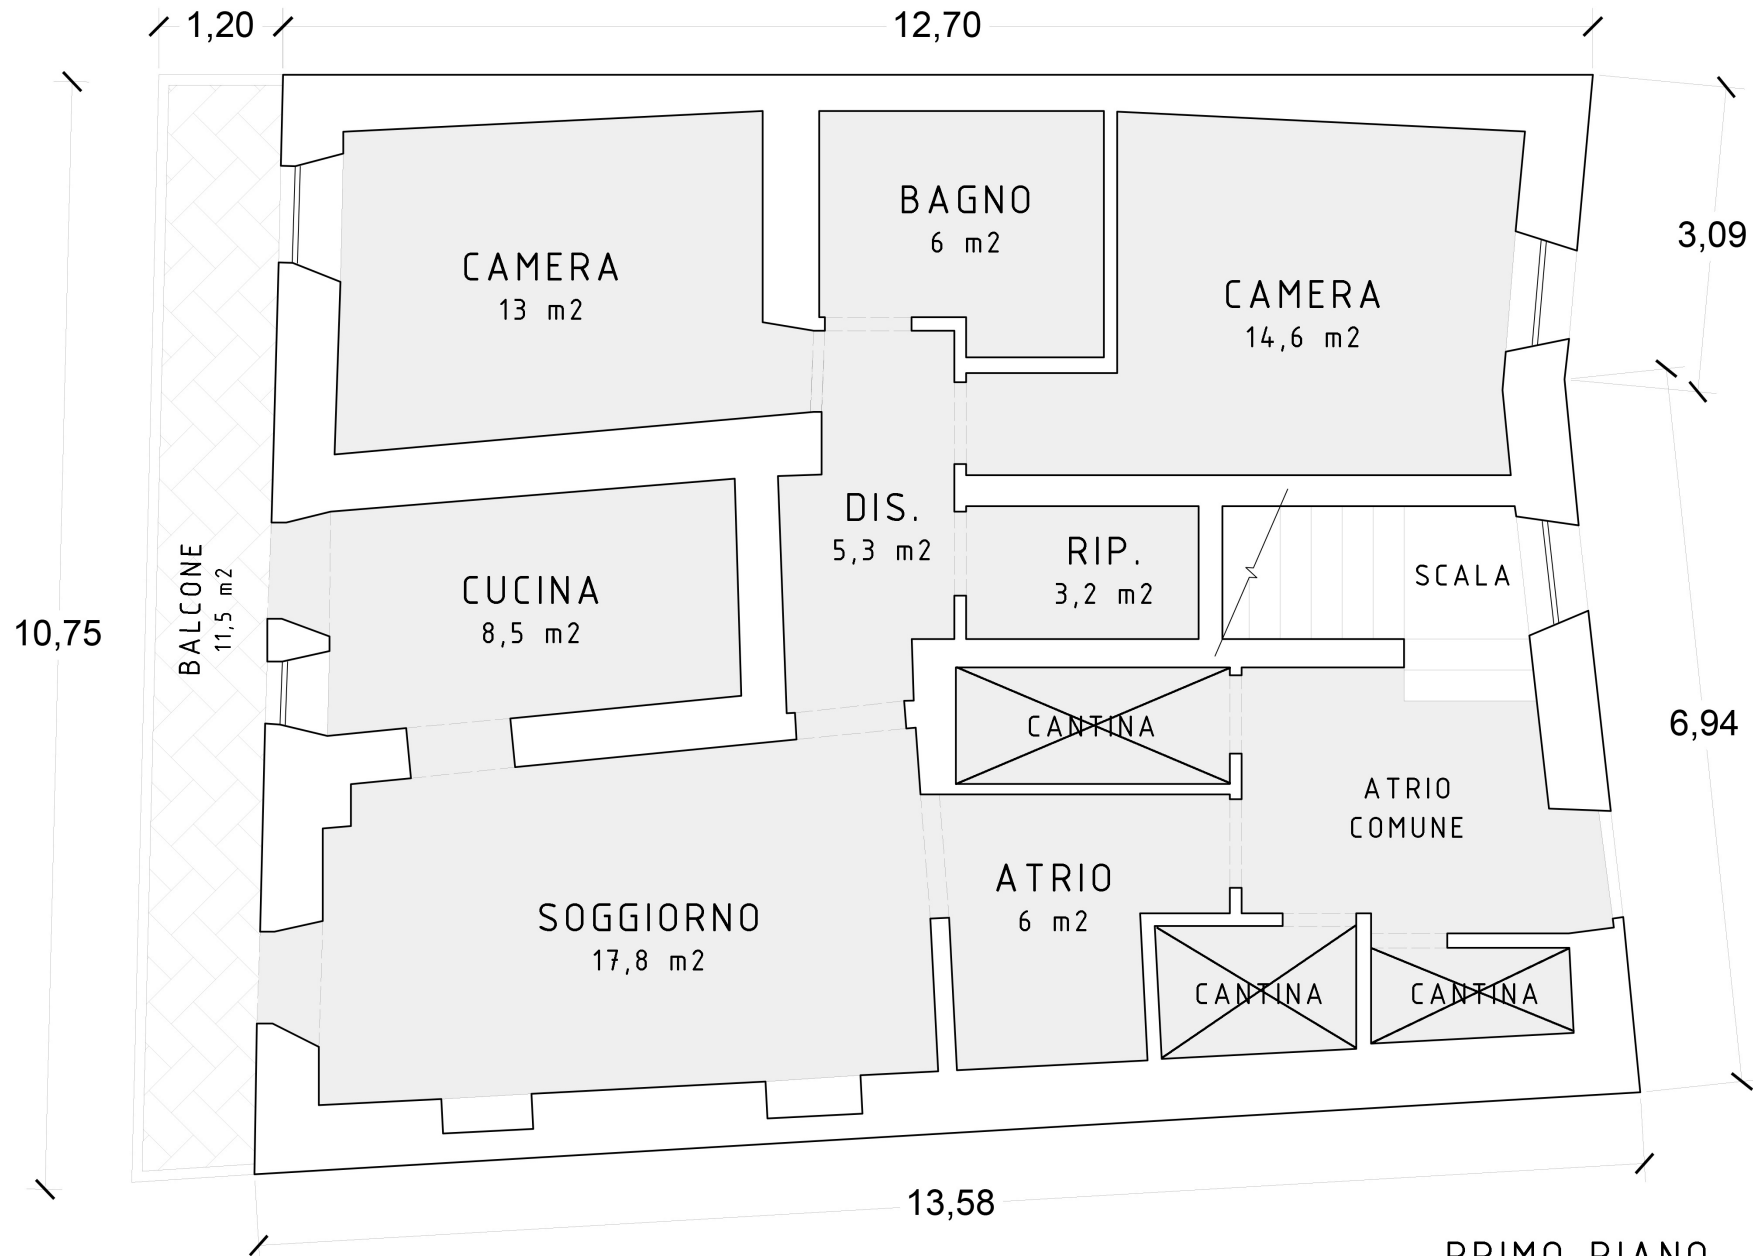 1,20
12,70
BAGNO
6 m2
CAMERA
13 m2
CAMERA
14,6 m2
3,09
DIS.
5,3 m2
RIP.
3,2 m2
SCALA
BALCONE
11,5 m2
CUCINA
8,5 m2
10,75
CANTINA
6,94
ATRIO
COMUNE
ATRIO
6 m2
SOGGIORNO
17,8 m2
CANTINA
CANTINA
13,58
PRIMO PIANO